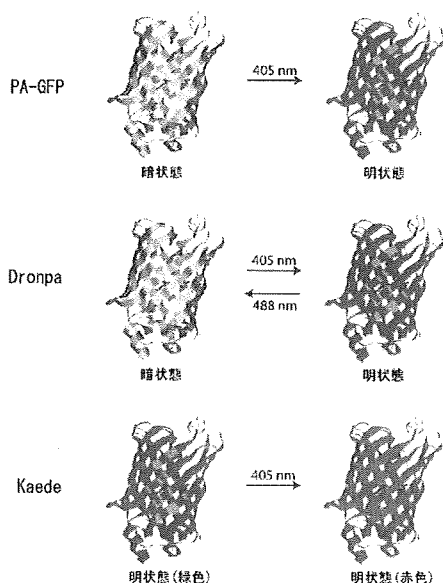 PA-GFP
405 nm
暗状態
明状態
Dronpa
405 nm
488 nm
暗状態
明状態
Kaede
405 nm
明状態(緑色)
明状態(赤色)